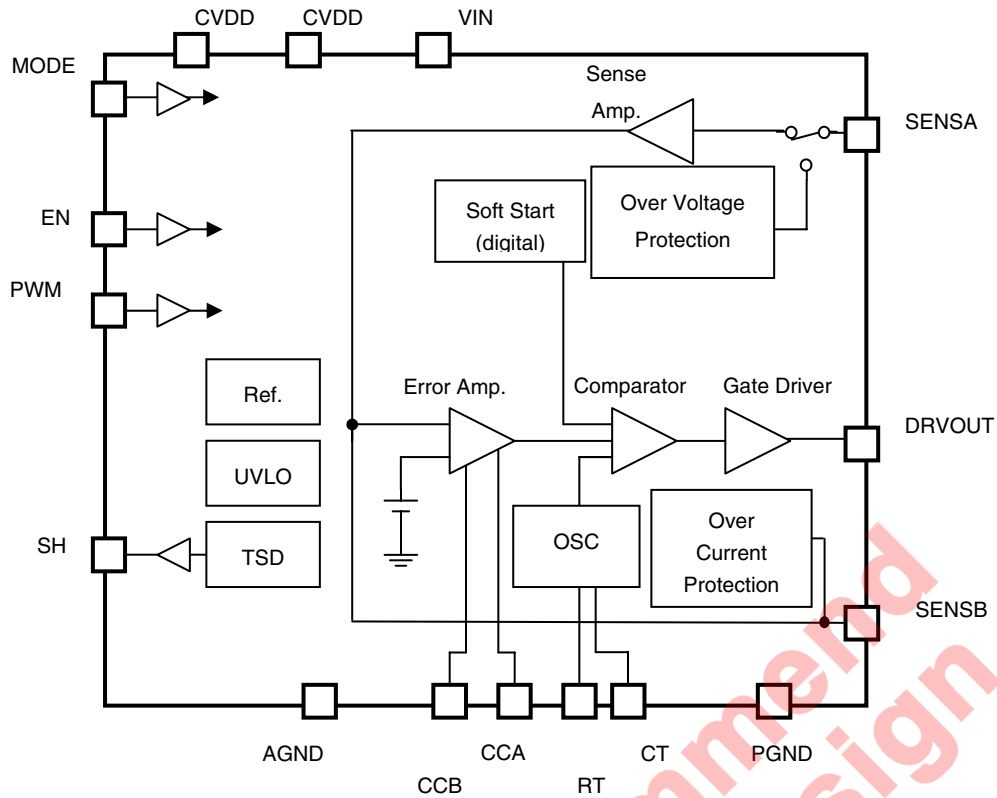 CVDD
CVDD
VIN
MODE
Sense
Amp.
SENSA
Soft Start
(digital)
Over Voltage
Protection
EN
PWM
Ref.
Error Amp.
Comparator
Gate Driver
DRVOUT
UVLO
SH
TSD
OSC
Over
Current
Protection
SENSB
AGND
CCB
CCA
RT
CT
PGND